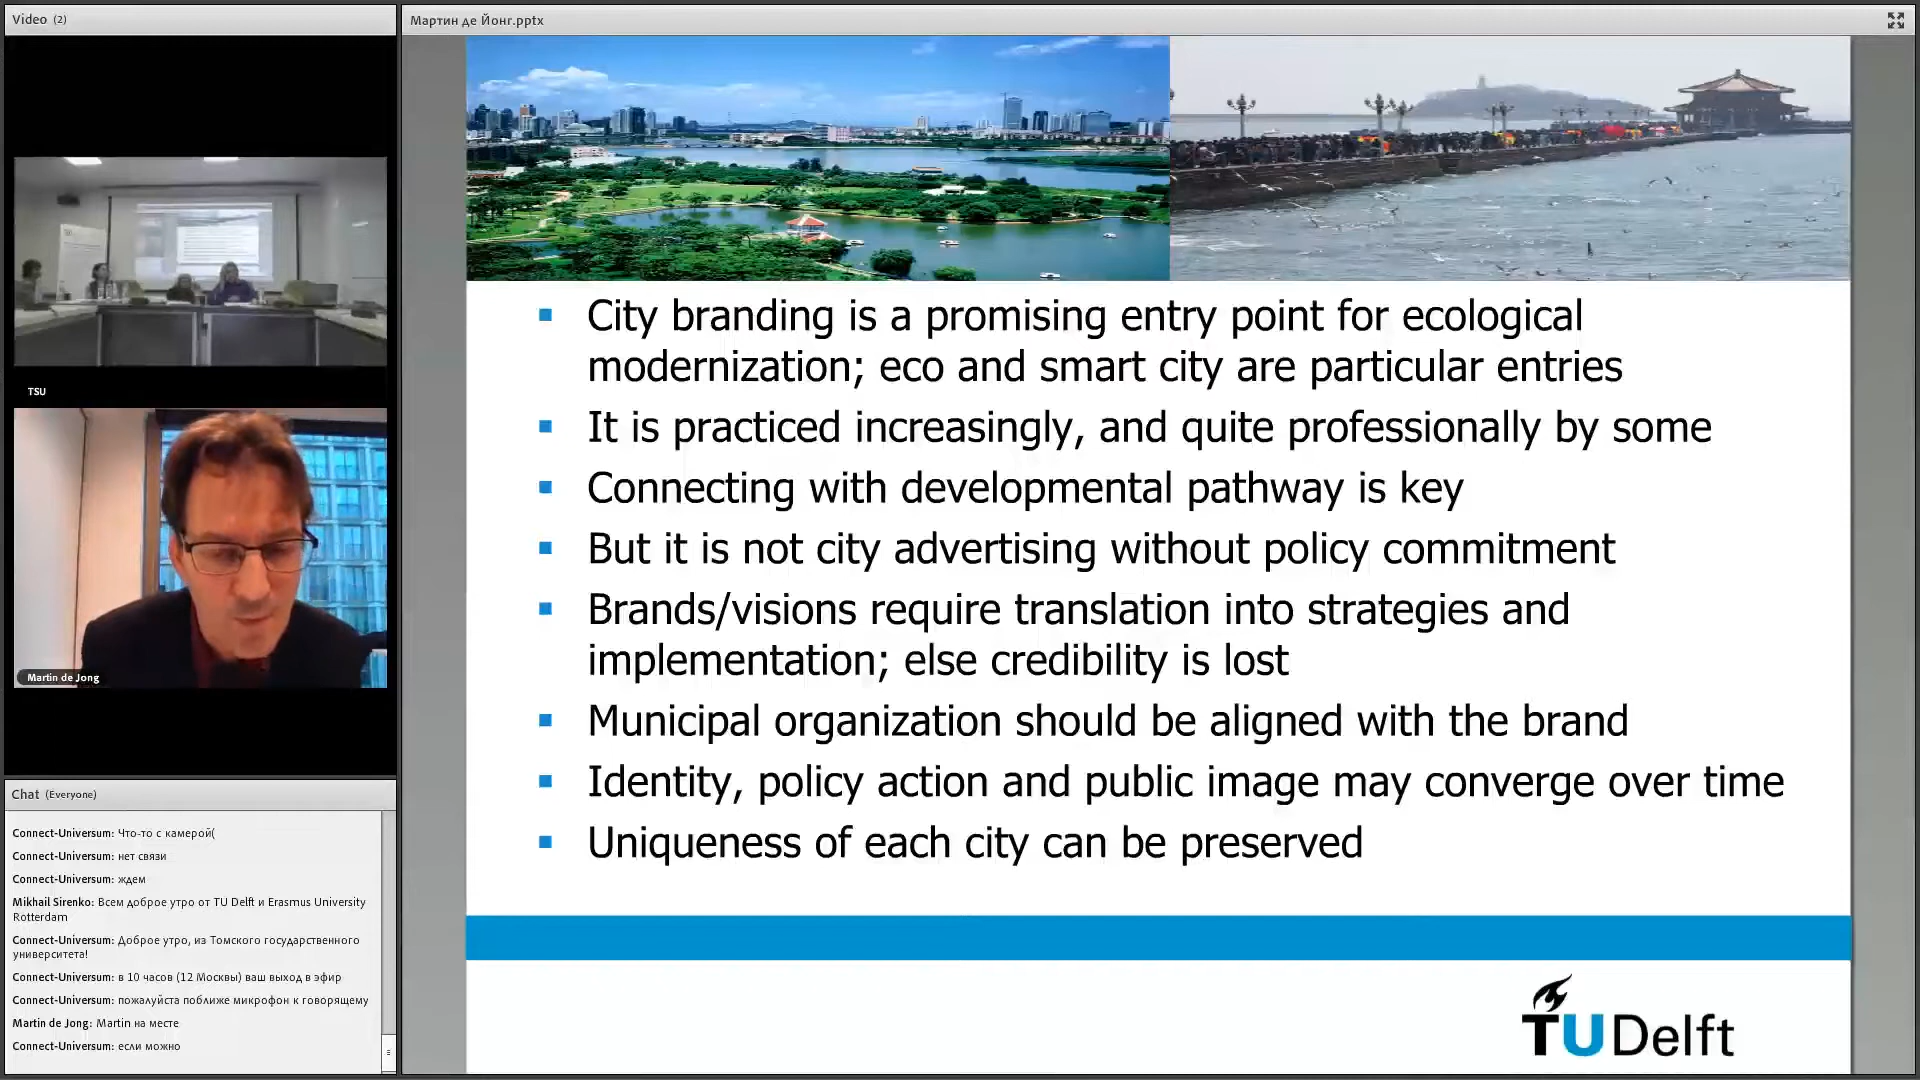 Video (2)
TSU
Martin de Jong
Chat (Everyone)
Connect-Universum: Что-то с камерой(
Connect-Universum: нет связи
Connect-Universum: ждем
Mikhail Sirenko: Всем доброе утро от TU Delft и Erasmus University
Rotterdam
Connect-Universum: Доброе утро, из Томского государственного
университета!
Connect-Universum: в 10 часов (12 Москвы) ваш выход в эфир
Connect-Universum: пожалуйста поближе микрофон к говорящему
Martin de Jong: Martin на месте
Connect-Universum: если можно
Мартин де Йонг.pptx
City branding is a promising entry point for ecological
modernization; eco and smart city are particular entries
It is practiced increasingly, and quite professionally by some
Connecting with developmental pathway is key
But it is not city advertising without policy commitment
Brands/visions require translation into strategies and
implementation; else credibility is lost
Municipal organization should be aligned with the brand
Identity, policy action and public image may converge over time
Uniqueness of each city can be preserved
TUDelft